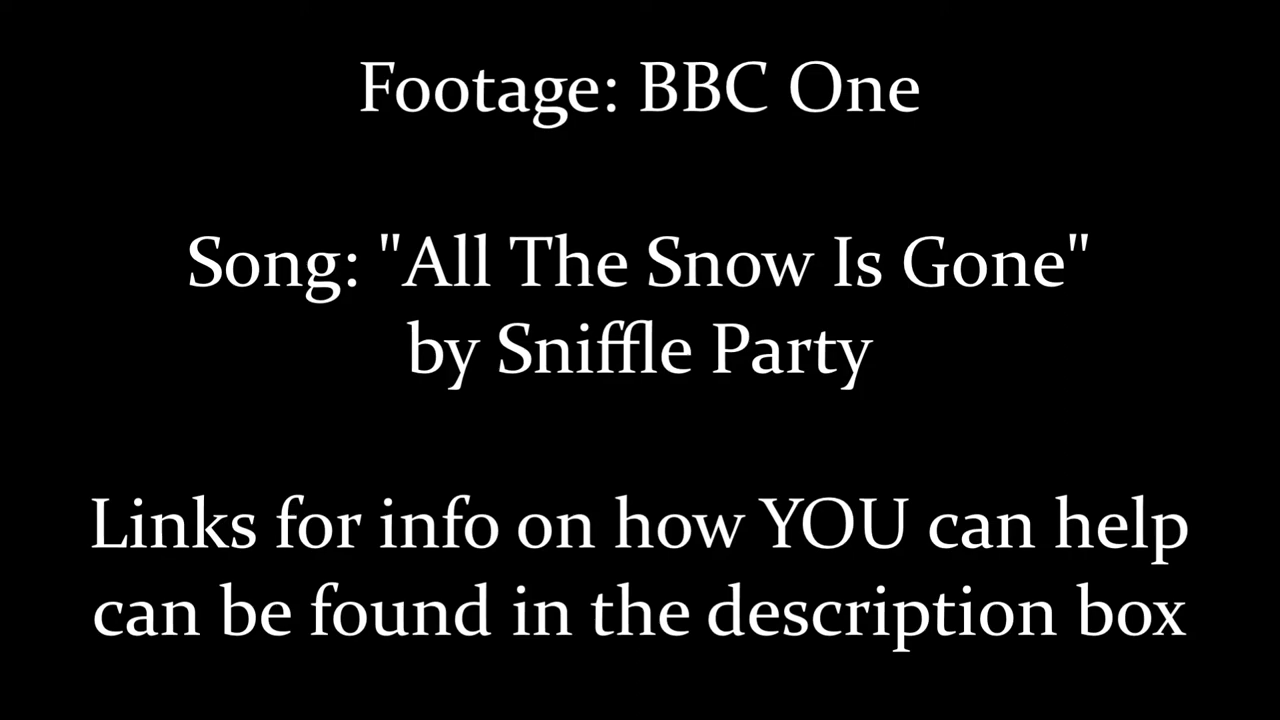 Footage: BBC One
Song: "All The Snow Is Gone"
by Sniffle Party
Links for info on how YOU can help
can be found in the description box